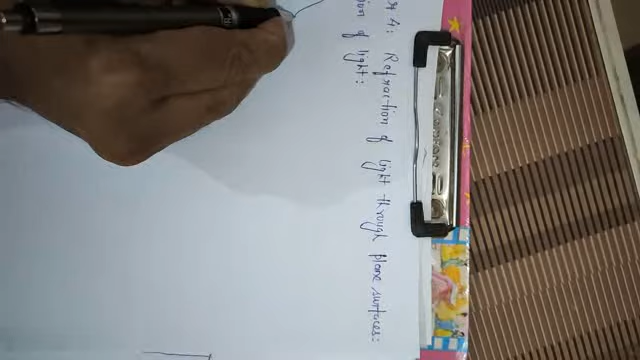 4: Refraction of light through plane surfaces:
of light: